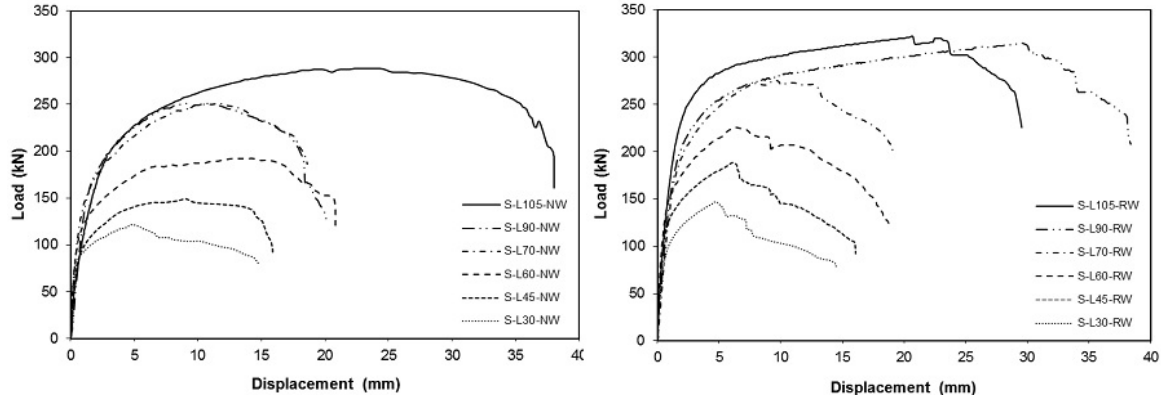 350
300
250
200
150
100
50
0
Load (kN)
0 5 10 15 20 25 30 35 40
Displacement (mm)
S-L105-NW
S-L90-NW
S-L70-NW
S-L60-NW
S-L45-NW
S-L30-NW
350
300
250
200
150
100
50
0
Load (kN)
0 5 10 15 20 25 30 35 40
Displacement (mm)
S-L105-RW
S-L90-RW
S-L70-RW
S-L60-RW
S-L45-RW
S-L30-RW